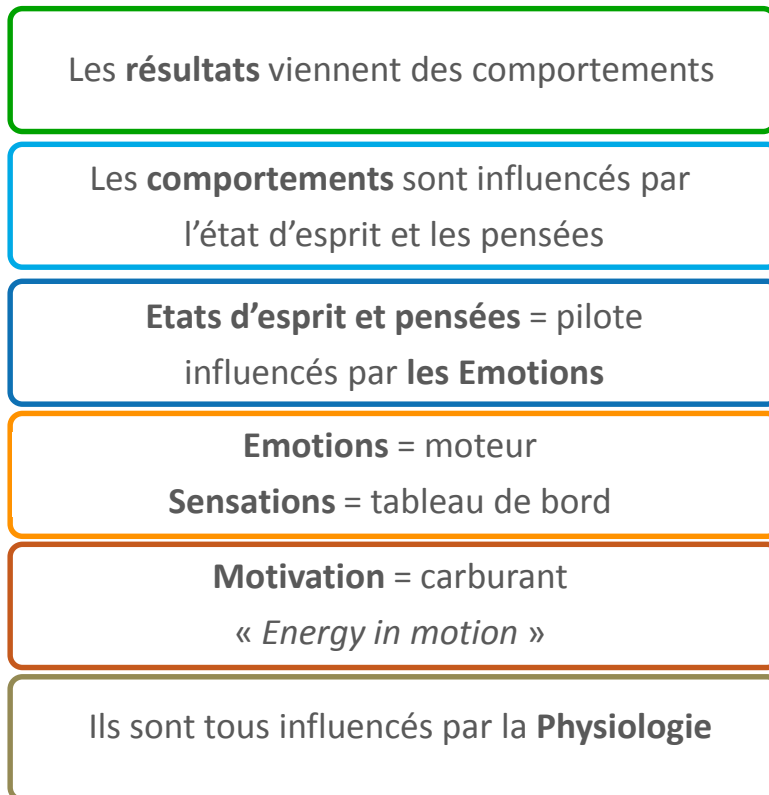 Les résultats viennent des comportements
Les comportements sont influencés par
l’état d’esprit et les pensées
Etats d’esprit et pensées = pilote
influencés par les Emotions
Emotions = moteur
Sensations = tableau de bord
Motivation = carburant
« Energy in motion »
Ils sont tous influencés par la Physiologie